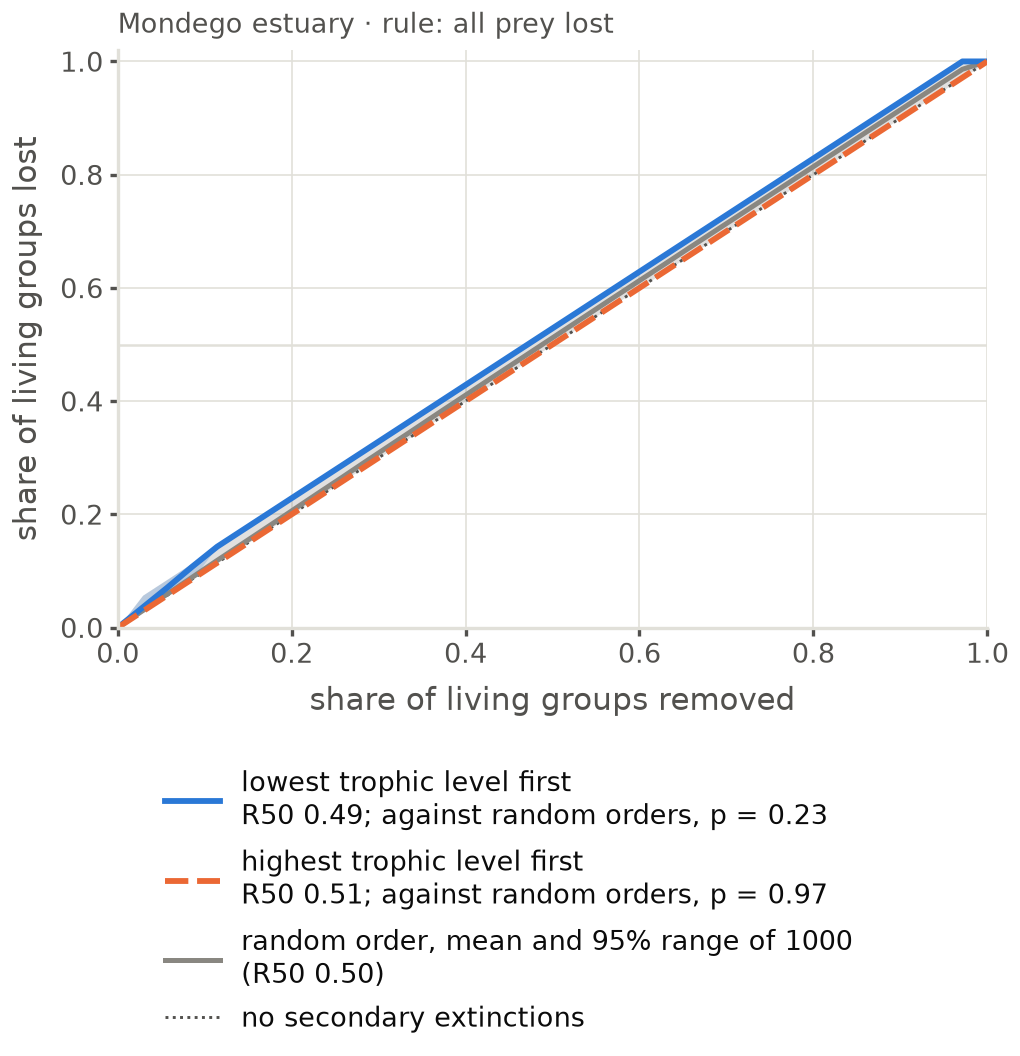 Mondego estuary · rule: all prey lost
share of living groups lost
1.0
0.8
0.6
0.4
0.2
0.0
0.0 0.2 0.4 0.6 0.8 1.0
share of living groups removed
lowest trophic level first
R50 0.49; against random orders, p = 0.23
highest trophic level first
R50 0.51; against random orders, p = 0.97
random order, mean and 95% range of 1000
(R50 0.50)
no secondary extinctions